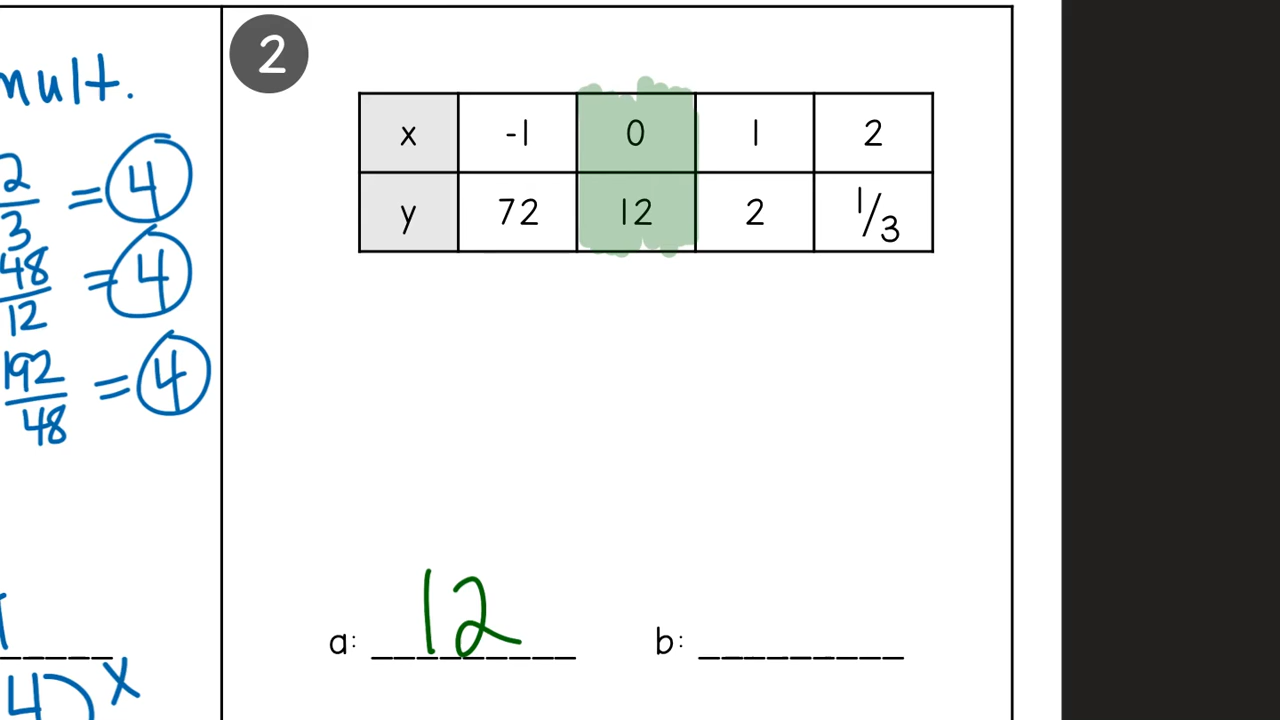 mult.
2/3 = 4
48/12 = 4
192/48 = 4
4) x
2
x -1 0 1 2
y 72 12 2 1/3
a: 12 b: